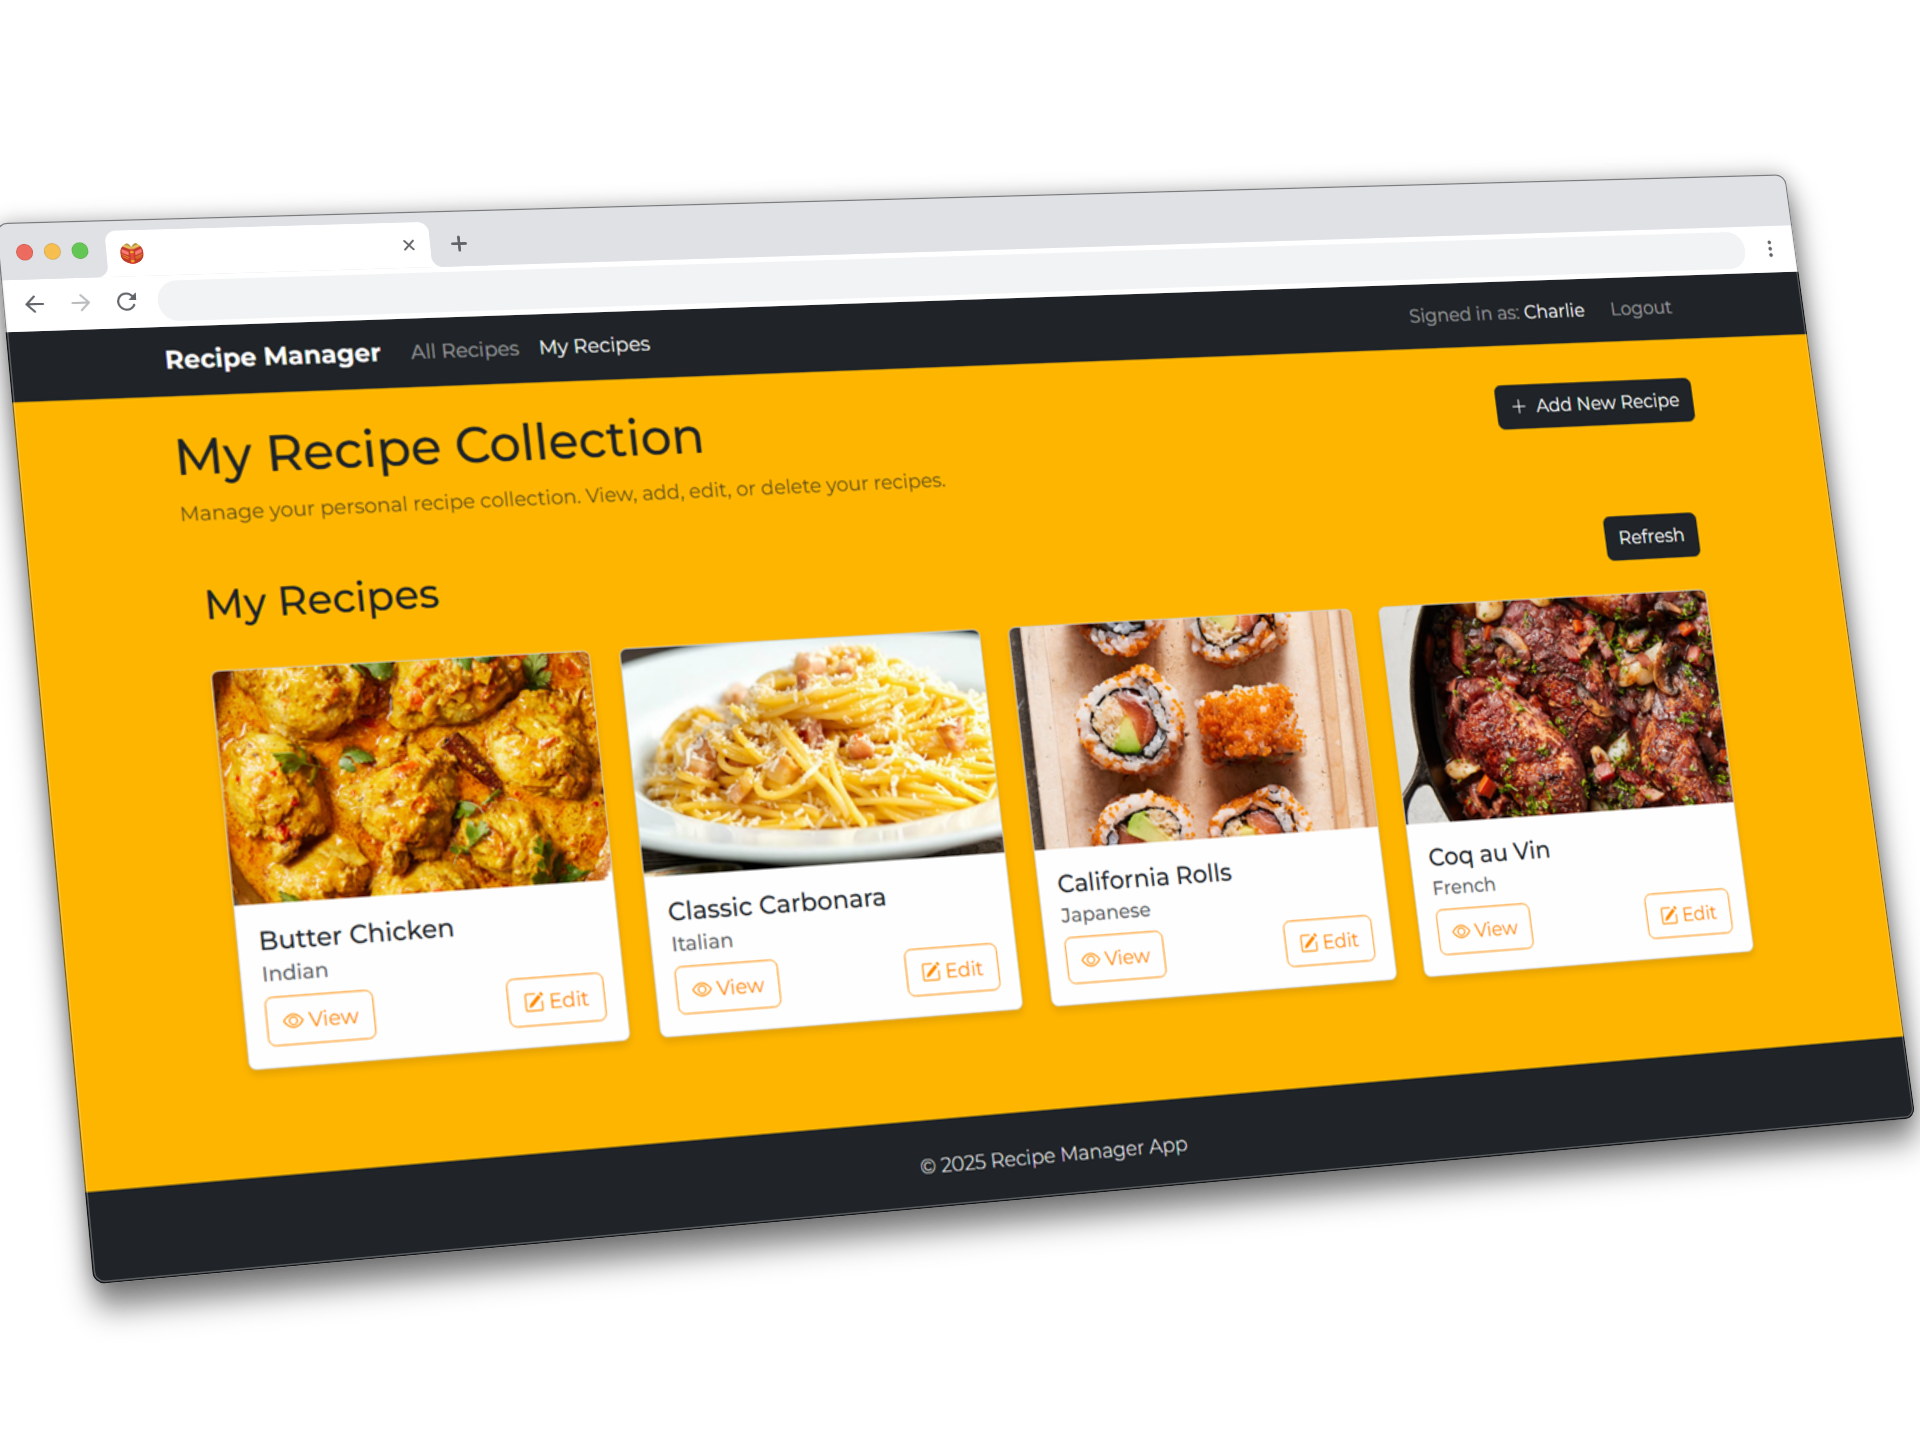 Recipe Manager All Recipes My Recipes Signed in as: Charlie Logout
My Recipe Collection
+ Add New Recipe
Manage your personal recipe collection. View, add, edit, or delete your recipes.
Refresh
My Recipes
Butter Chicken
Indian
View Edit
Classic Carbonara
Italian
View Edit
California Rolls
Japanese
View Edit
Coq au Vin
French
View Edit
© 2025 Recipe Manager App